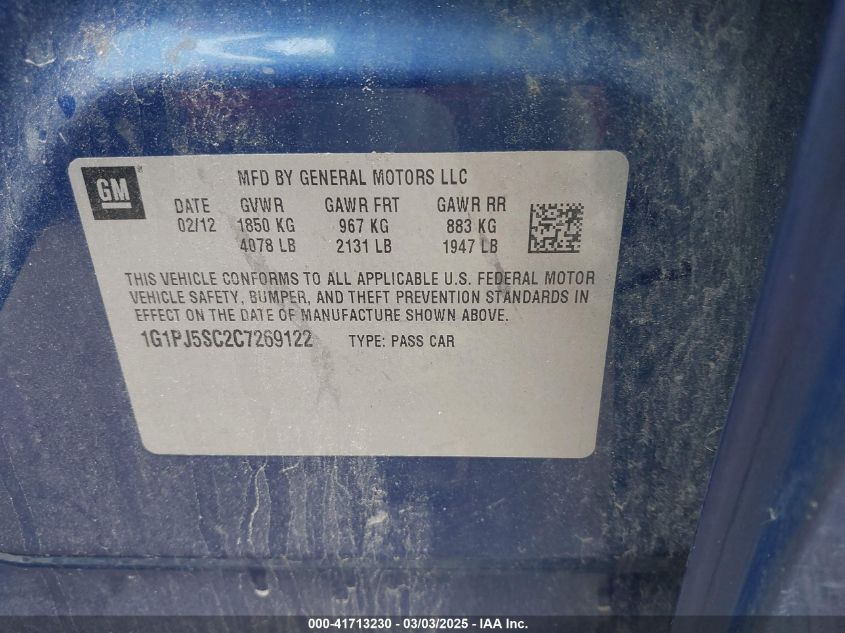 GM
MFD BY GENERAL MOTORS LLC
DATE GVWR GAWR FRT GAWR RR
02/12 1850 KG 967 KG 883 KG
4078 LB 2131 LB 1947 LB
THIS VEHICLE CONFORMS TO ALL APPLICABLE U.S. FEDERAL MOTOR
VEHICLE SAFETY, BUMPER, AND THEFT PREVENTION STANDARDS IN
EFFECT ON THE DATE OF MANUFACTURE SHOWN ABOVE.
1G1PJ5SC2C7269122 TYPE: PASS CAR
000-41713230 - 03/03/2025 - IAA Inc.